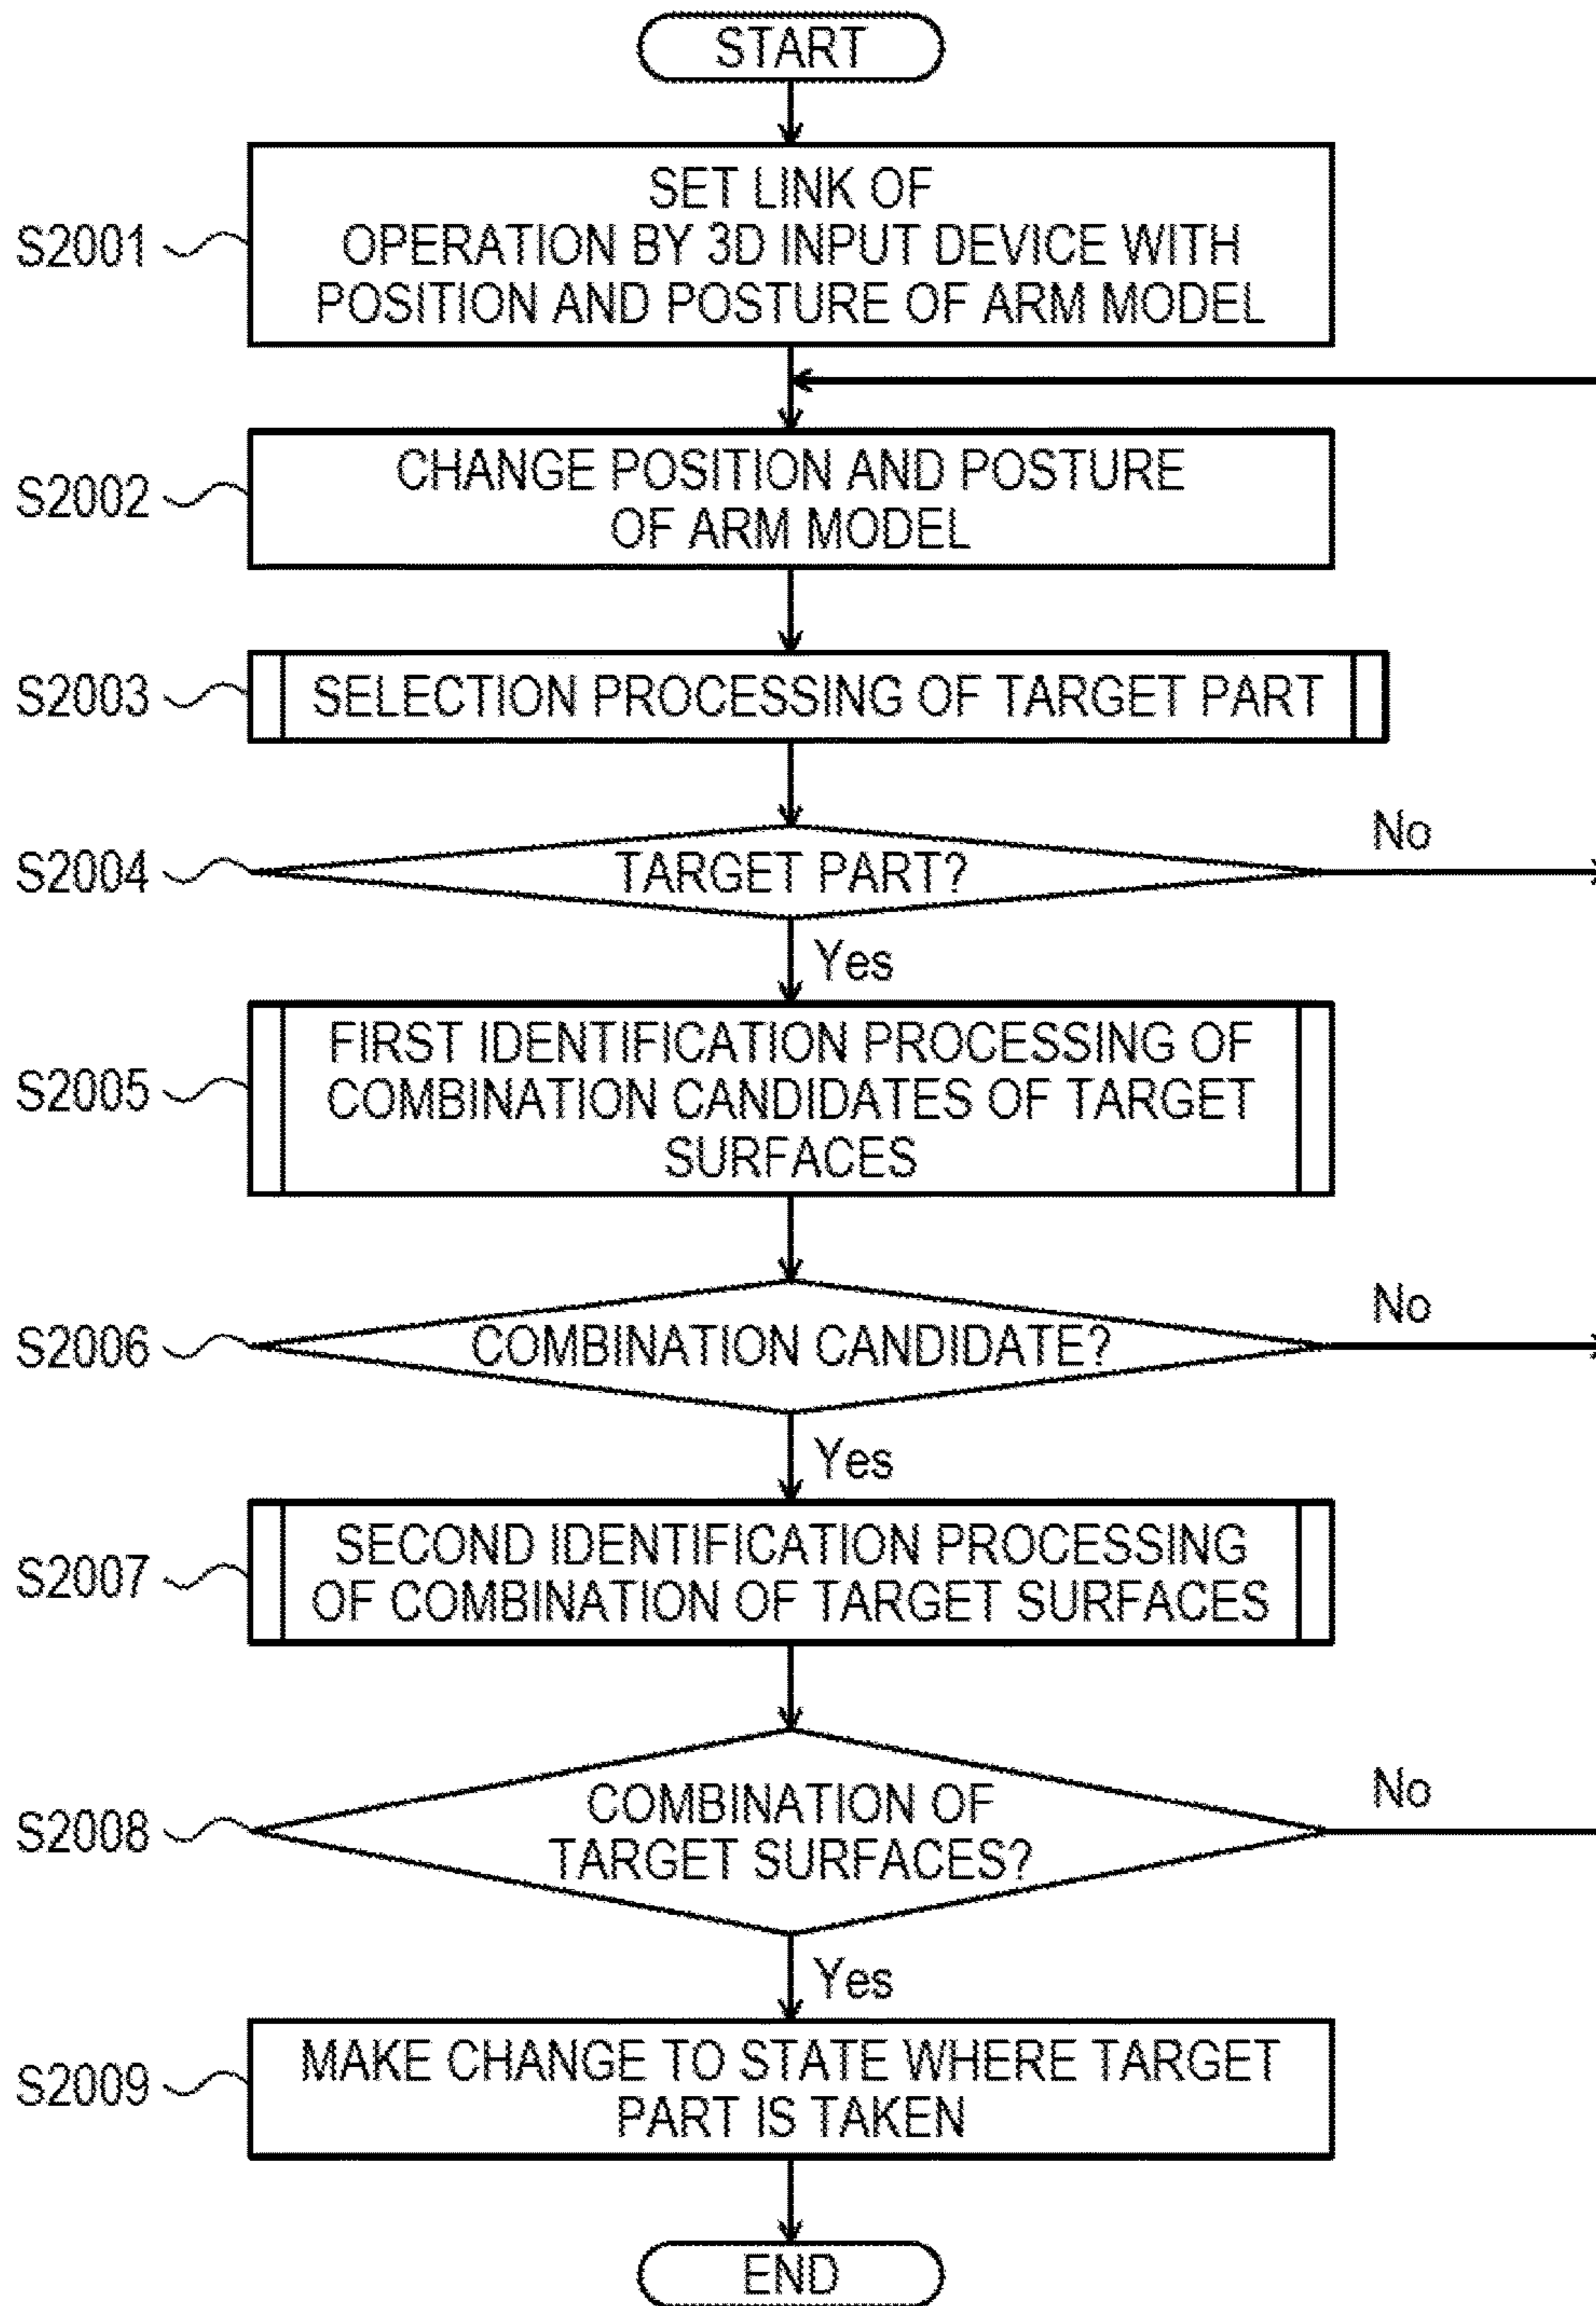 START
S2001
SET LINK OF
OPERATION BY 3D INPUT DEVICE WITH
POSITION AND POSTURE OF ARM MODEL
S2002
CHANGE POSITION AND POSTURE
OF ARM MODEL
S2003
SELECTION PROCESSING OF TARGET PART
S2004
TARGET PART?
No
Yes
S2005
FIRST IDENTIFICATION PROCESSING OF
COMBINATION CANDIDATES OF TARGET
SURFACES
S2006
COMBINATION CANDIDATE?
No
Yes
S2007
SECOND IDENTIFICATION PROCESSING
OF COMBINATION OF TARGET SURFACES
S2008
COMBINATION OF
TARGET SURFACES?
No
Yes
S2009
MAKE CHANGE TO STATE WHERE TARGET
PART IS TAKEN
END